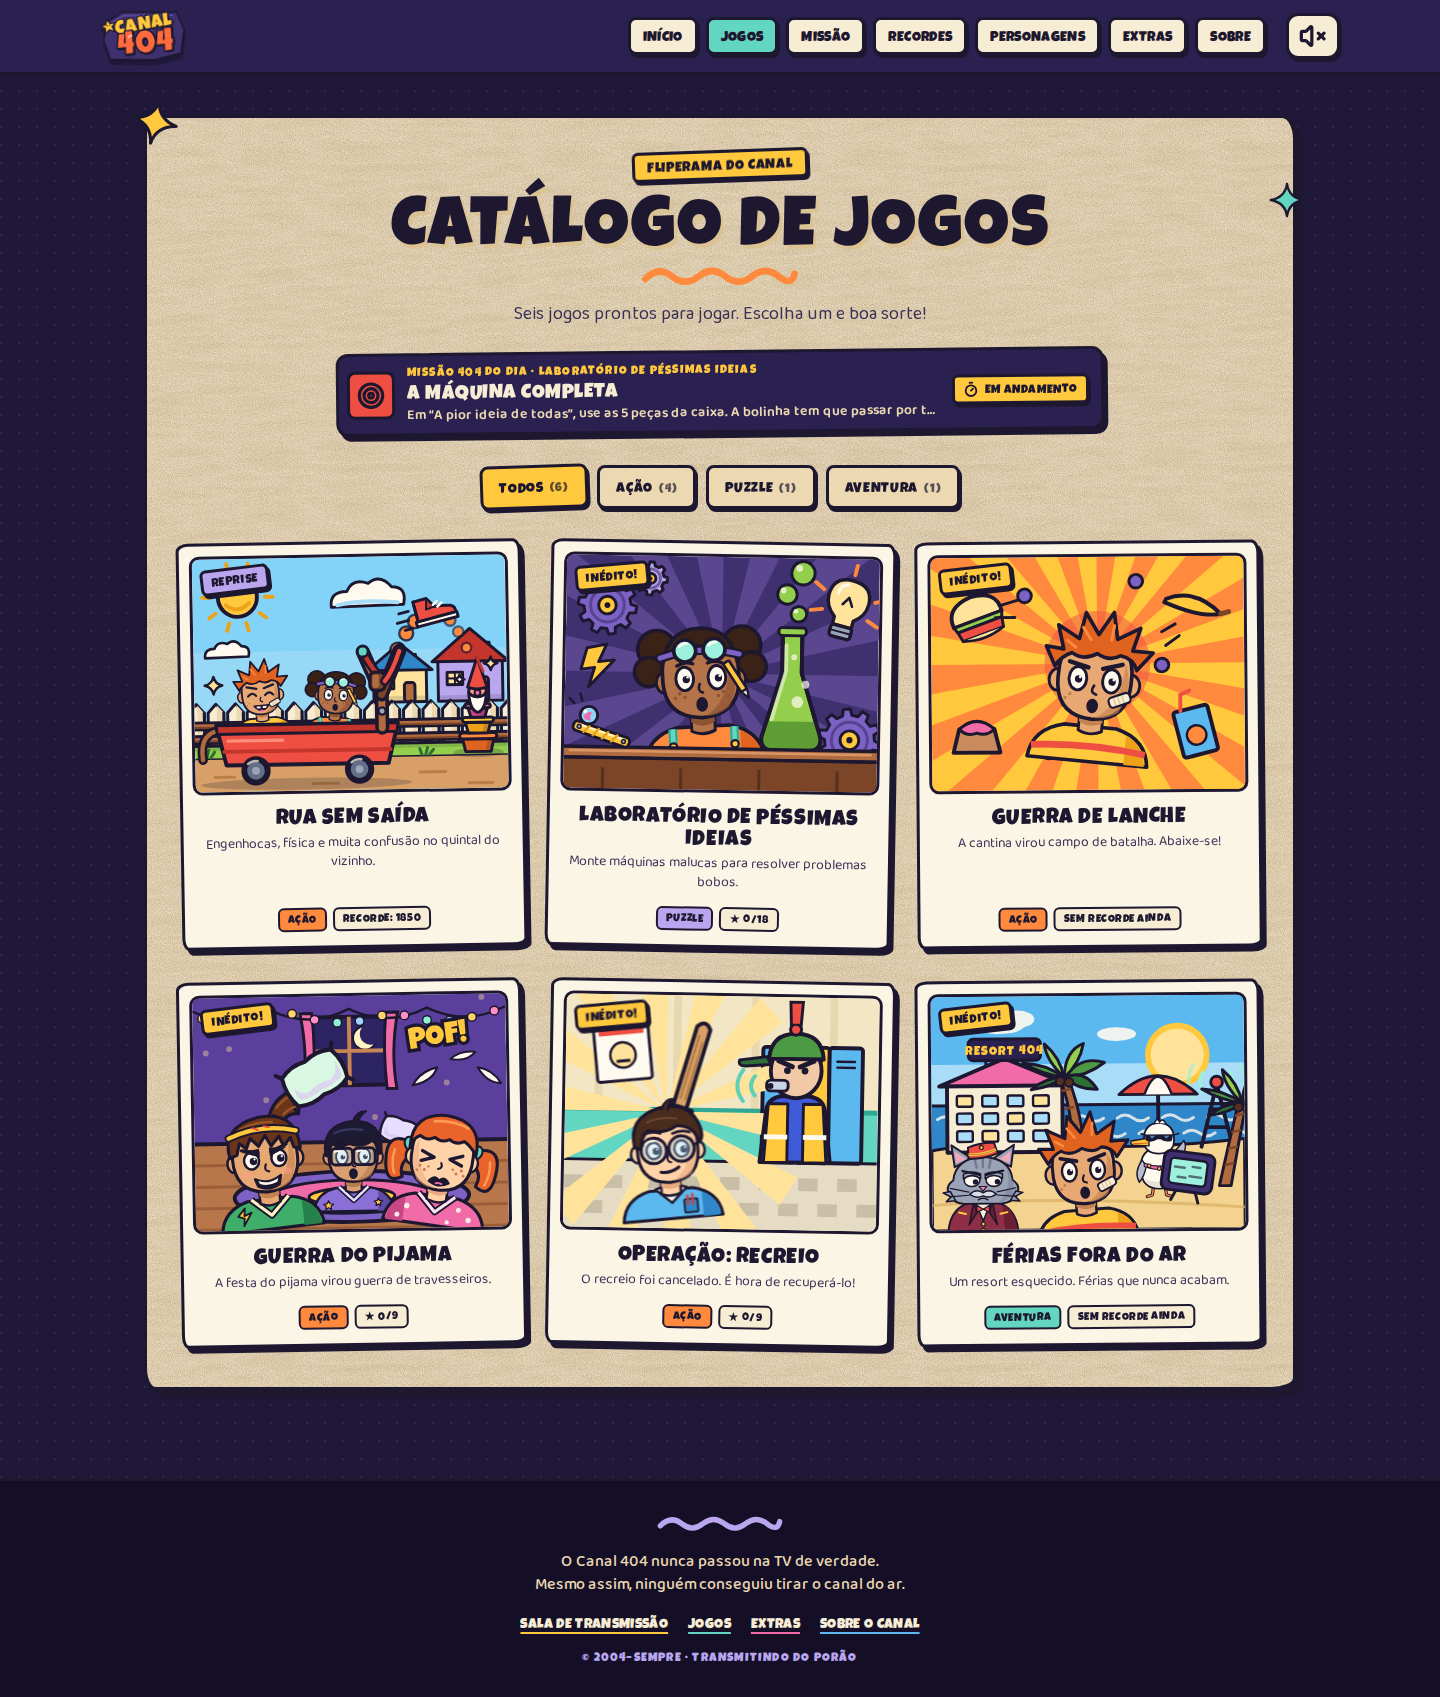 CANAL
404
INÍCIO
JOGOS
MISSÃO
RECORDES
PERSONAGENS
EXTRAS
SOBRE
FLIPERAMA DO CANAL
CATÁLOGO DE JOGOS
Seis jogos prontos para jogar. Escolha um e boa sorte!
MISSÃO 404 DO DIA · LABORATÓRIO DE PÉSSIMAS IDEIAS
A MÁQUINA COMPLETA
Em “A pior ideia de todas”, use as 5 peças da caixa. A bolinha tem que passar por t...
EM ANDAMENTO
TODOS (6)
AÇÃO (4)
PUZZLE (1)
AVENTURA (1)
REPRISE
RUA SEM SAÍDA
Engenhocas, física e muita confusão no quintal do
vizinho.
AÇÃO
RECORDE: 1850
INÉDITO!
LABORATÓRIO DE PÉSSIMAS
IDEIAS
Monte máquinas malucas para resolver problemas
bobos.
PUZZLE
★ 0/18
INÉDITO!
GUERRA DE LANCHE
A cantina virou campo de batalha. Abaixe-se!
AÇÃO
SEM RECORDE AINDA
INÉDITO!
POF!
GUERRA DO PIJAMA
A festa do pijama virou guerra de travesseiros.
AÇÃO
★ 0/9
INÉDITO!
OPERAÇÃO: RECREIO
O recreio foi cancelado. É hora de recuperá-lo!
AÇÃO
★ 0/9
INÉDITO!
RESORT 404
FÉRIAS FORA DO AR
Um resort esquecido. Férias que nunca acabam.
AVENTURA
SEM RECORDE AINDA
O Canal 404 nunca passou na TV de verdade.
Mesmo assim, ninguém conseguiu tirar o canal do ar.
SALA DE TRANSMISSÃO
JOGOS
EXTRAS
SOBRE O CANAL
© 2004–SEMPRE · TRANSMITINDO DO PORÃO